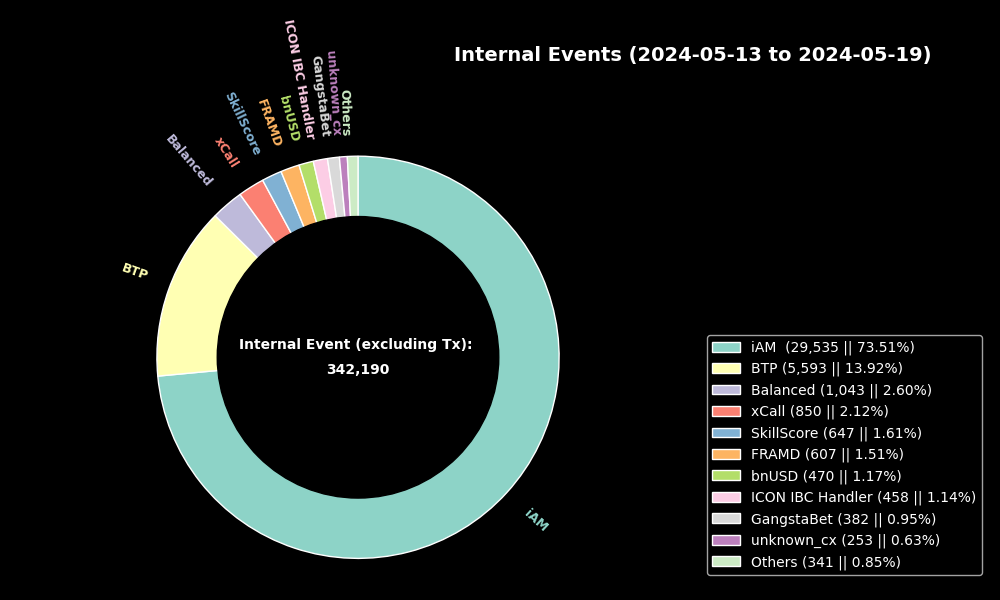 Internal Events (2024-05-13 to 2024-05-19)
iAM
BTP
Balanced
xCall
SkillScore
FRAMD
bnUSD
ICON IBC Handler
GangstaBet
unknown_cx
Others
Internal Event (excluding Tx):
342,190
iAM  (29,535 || 73.51%)
BTP (5,593 || 13.92%)
Balanced (1,043 || 2.60%)
xCall (850 || 2.12%)
SkillScore (647 || 1.61%)
FRAMD (607 || 1.51%)
bnUSD (470 || 1.17%)
ICON IBC Handler (458 || 1.14%)
GangstaBet (382 || 0.95%)
unknown_cx (253 || 0.63%)
Others (341 || 0.85%)